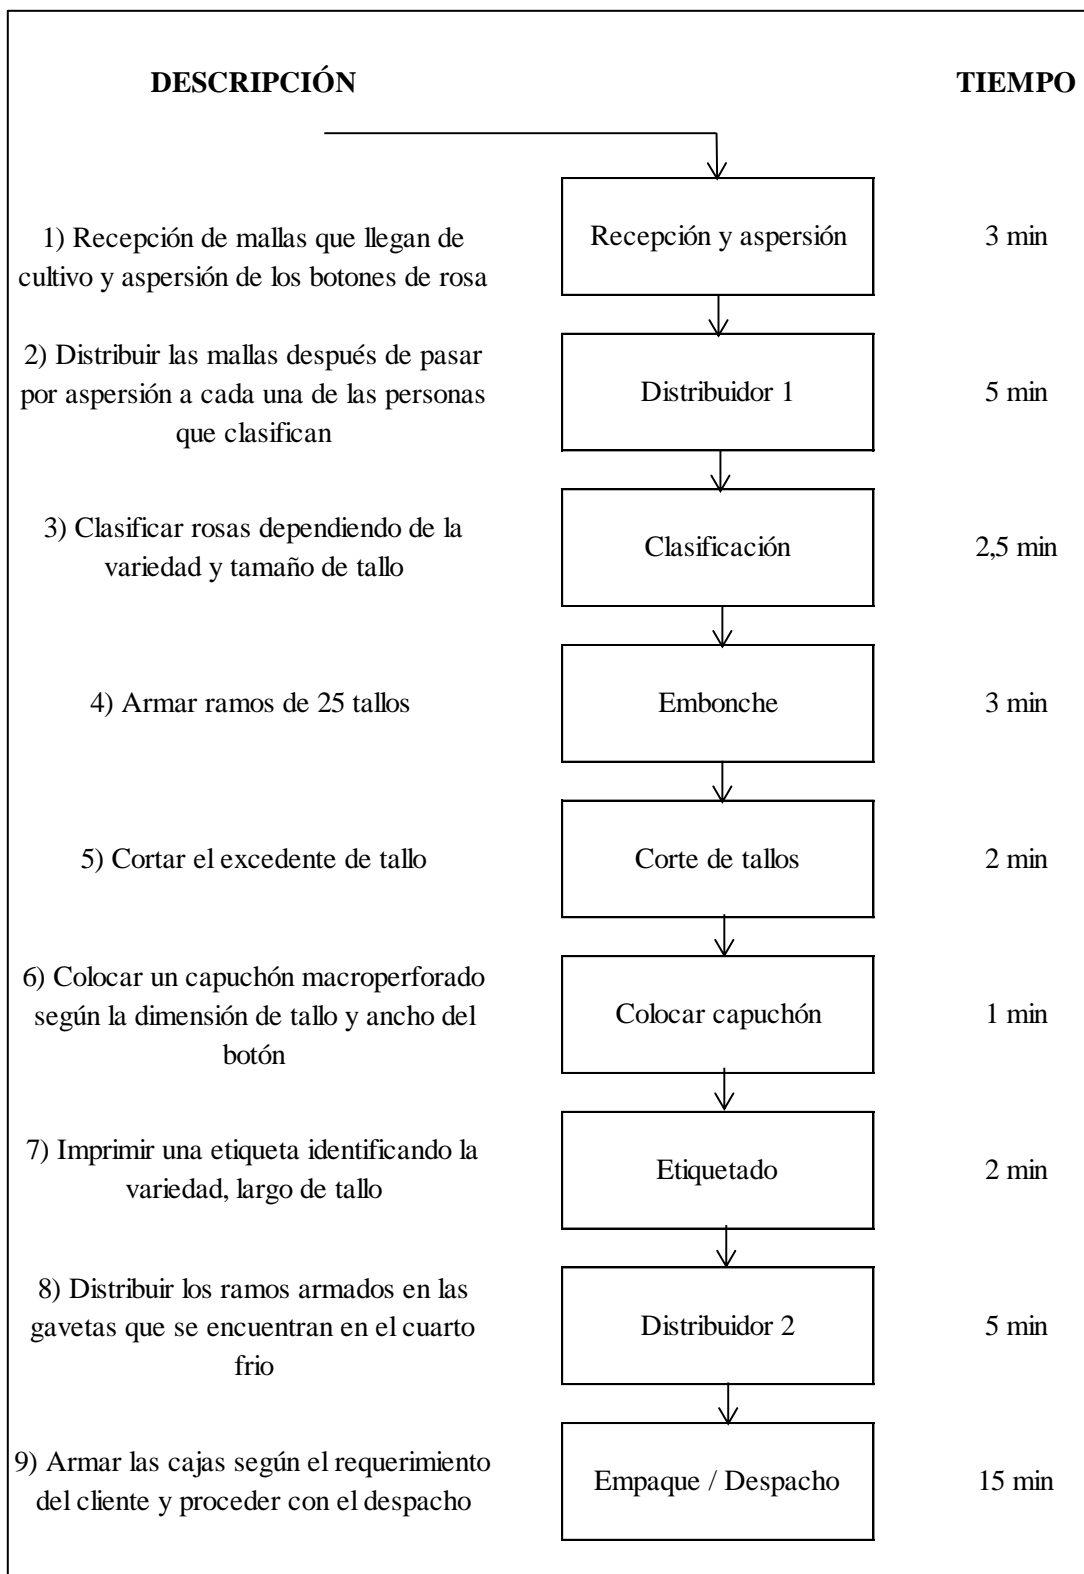 DESCRIPCIÓN
TIEMPO
1) Recepción de mallas que llegan de
cultivo y aspersión de los botones de rosa
Recepción y aspersión
3 min
2) Distribuir las mallas después de pasar
por aspersión a cada una de las personas
que clasifican
Distribuidor 1
5 min
3) Clasificar rosas dependiendo de la
variedad y tamaño de tallo
Clasificación
2,5 min
4) Armar ramos de 25 tallos
Embonche
3 min
5) Cortar el excedente de tallo
Corte de tallos
2 min
6) Colocar un capuchón macroperforado
según la dimensión de tallo y ancho del
botón
Colocar capuchón
1 min
7) Imprimir una etiqueta identificando la
variedad, largo de tallo
Etiquetado
2 min
8) Distribuir los ramos armados en las
gavetas que se encuentran en el cuarto
frio
Distribuidor 2
5 min
9) Armar las cajas según el requerimiento
del cliente y proceder con el despacho
Empaque / Despacho
15 min